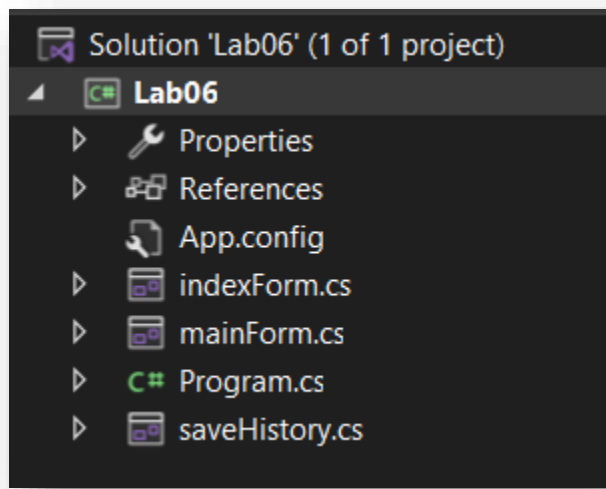 Solution 'Lab06' (1 of 1 project)
C# Lab06
Properties
References
App.config
indexForm.cs
mainForm.cs
C# Program.cs
saveHistory.cs